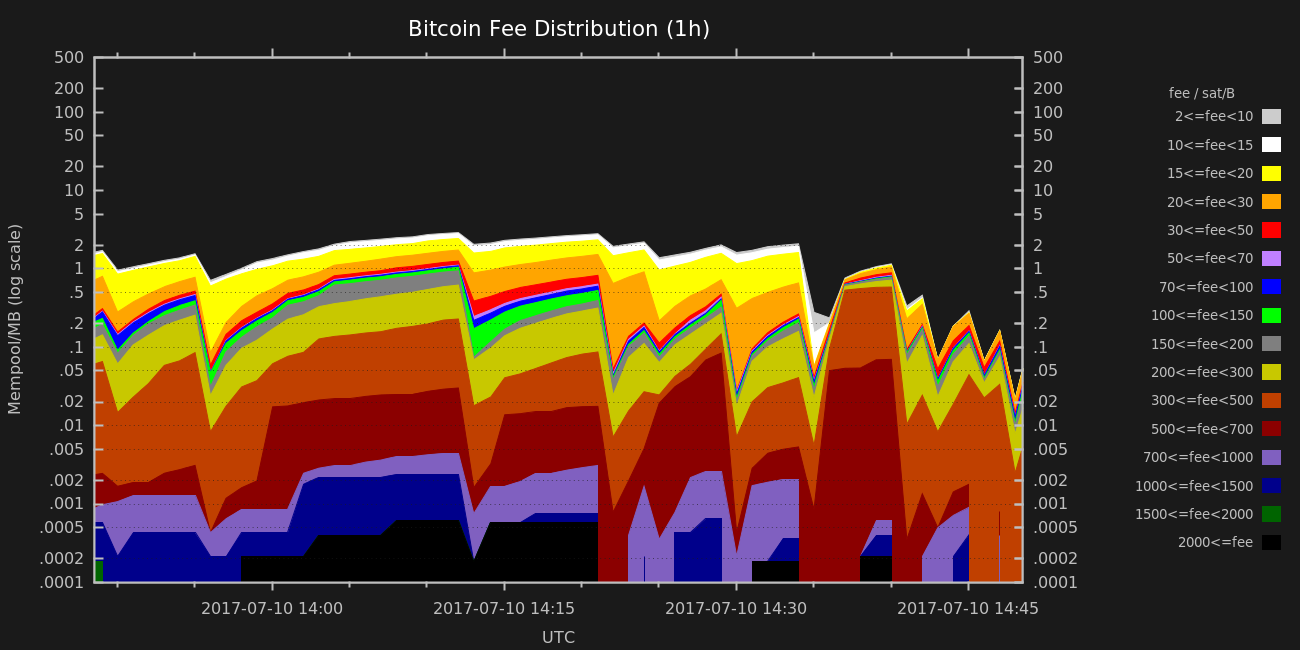 Bitcoin Fee Distribution (1h)
500
200
100
50
20
10
5
2
1
.5
.2
.1
.05
.02
.01
.005
.002
.001
.0005
.0002
.0001
Mempool/MB (log scale)
500
200
100
50
20
10
5
2
1
.5
.2
.1
.05
.02
.01
.005
.002
.001
.0005
.0002
.0001
2017-07-10 14:00
2017-07-10 14:15
2017-07-10 14:30
2017-07-10 14:45
UTC
fee / sat/B
2<=fee<10
10<=fee<15
15<=fee<20
20<=fee<30
30<=fee<50
50<=fee<70
70<=fee<100
100<=fee<150
150<=fee<200
200<=fee<300
300<=fee<500
500<=fee<700
700<=fee<1000
1000<=fee<1500
1500<=fee<2000
2000<=fee